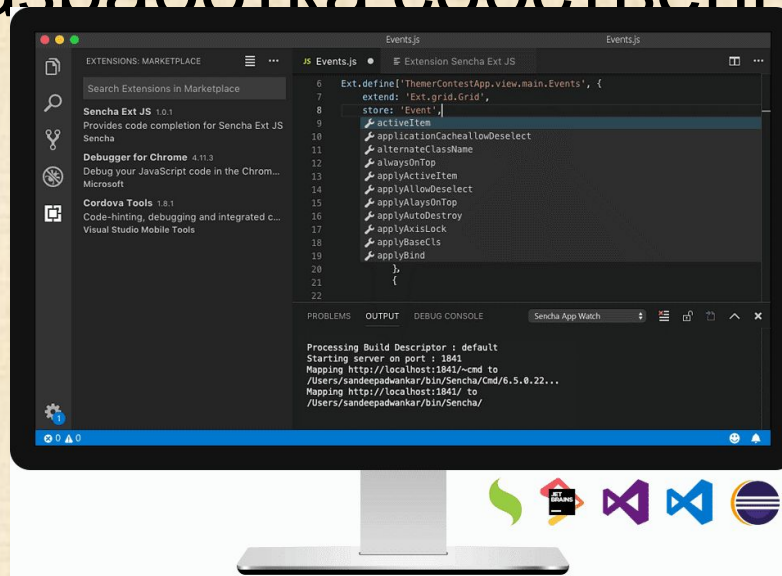 Events.js
Events.js
EXTENSIONS: MARKETPLACE
Search Extensions in Marketplace
Sencha Ext JS 1.0.1
Provides code completion for Sencha Ext JS
Sencha
Debugger for Chrome 4.11.3
Debug your JavaScript code in the Chrom...
Microsoft
Cordova Tools 1.8.1
Code-hinting, debugging and integrated c...
Visual Studio Mobile Tools
1
JS Events.js
Extension Sencha Ext JS
6 Ext.define['ThemerContestApp.view.main.Events', {
7 extend: 'Ext.grid.Grid',
8 store: 'Event',
9 activeItem
10 applicationCacheallowDeselect
11 alternateClassName
12 alwaysOnTop
13 applyActiveItem
14 applyAllowDeselect
15 applyAlaysOnTop
16 applyAutoDestroy
17 applyAxisLock
18 applyBaseCls
19 applyBind
20 },
21 {
22
PROBLEMS OUTPUT DEBUG CONSOLE Sencha App Watch
Processing Build Descriptor : default
Starting server on port : 1841
Mapping http://localhost:1841/~cmd to
/Users/sandeepadwankar/bin/Sencha/Cmd/6.5.0.22...
Mapping http://localhost:1841/ to
/Users/sandeepadwankar/bin/Sencha/
0 0
JET
BRAINS